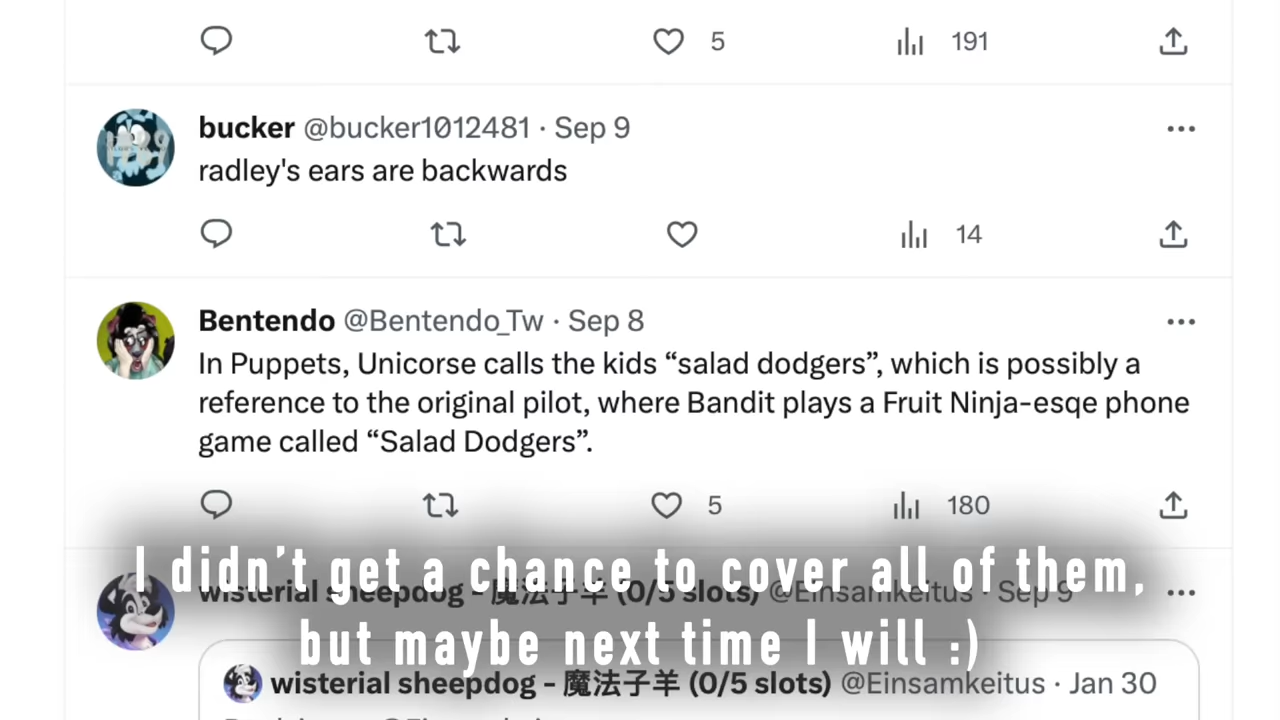 5 191
bucker @bucker1012481 · Sep 9
radley's ears are backwards
14
Bentendo @Bentendo_Tw · Sep 8
In Puppets, Unicorse calls the kids “salad dodgers”, which is possibly a
reference to the original pilot, where Bandit plays a Fruit Ninja-esqe phone
game called “Salad Dodgers”.
5 180
I didn't get a chance to cover all of them,
wisterial sheepdog - 魔法子羊 (0/5 slots) @Einsamkeitus · Sep 9
but maybe next time I will :)
wisterial sheepdog - 魔法子羊 (0/5 slots) @Einsamkeitus · Jan 30